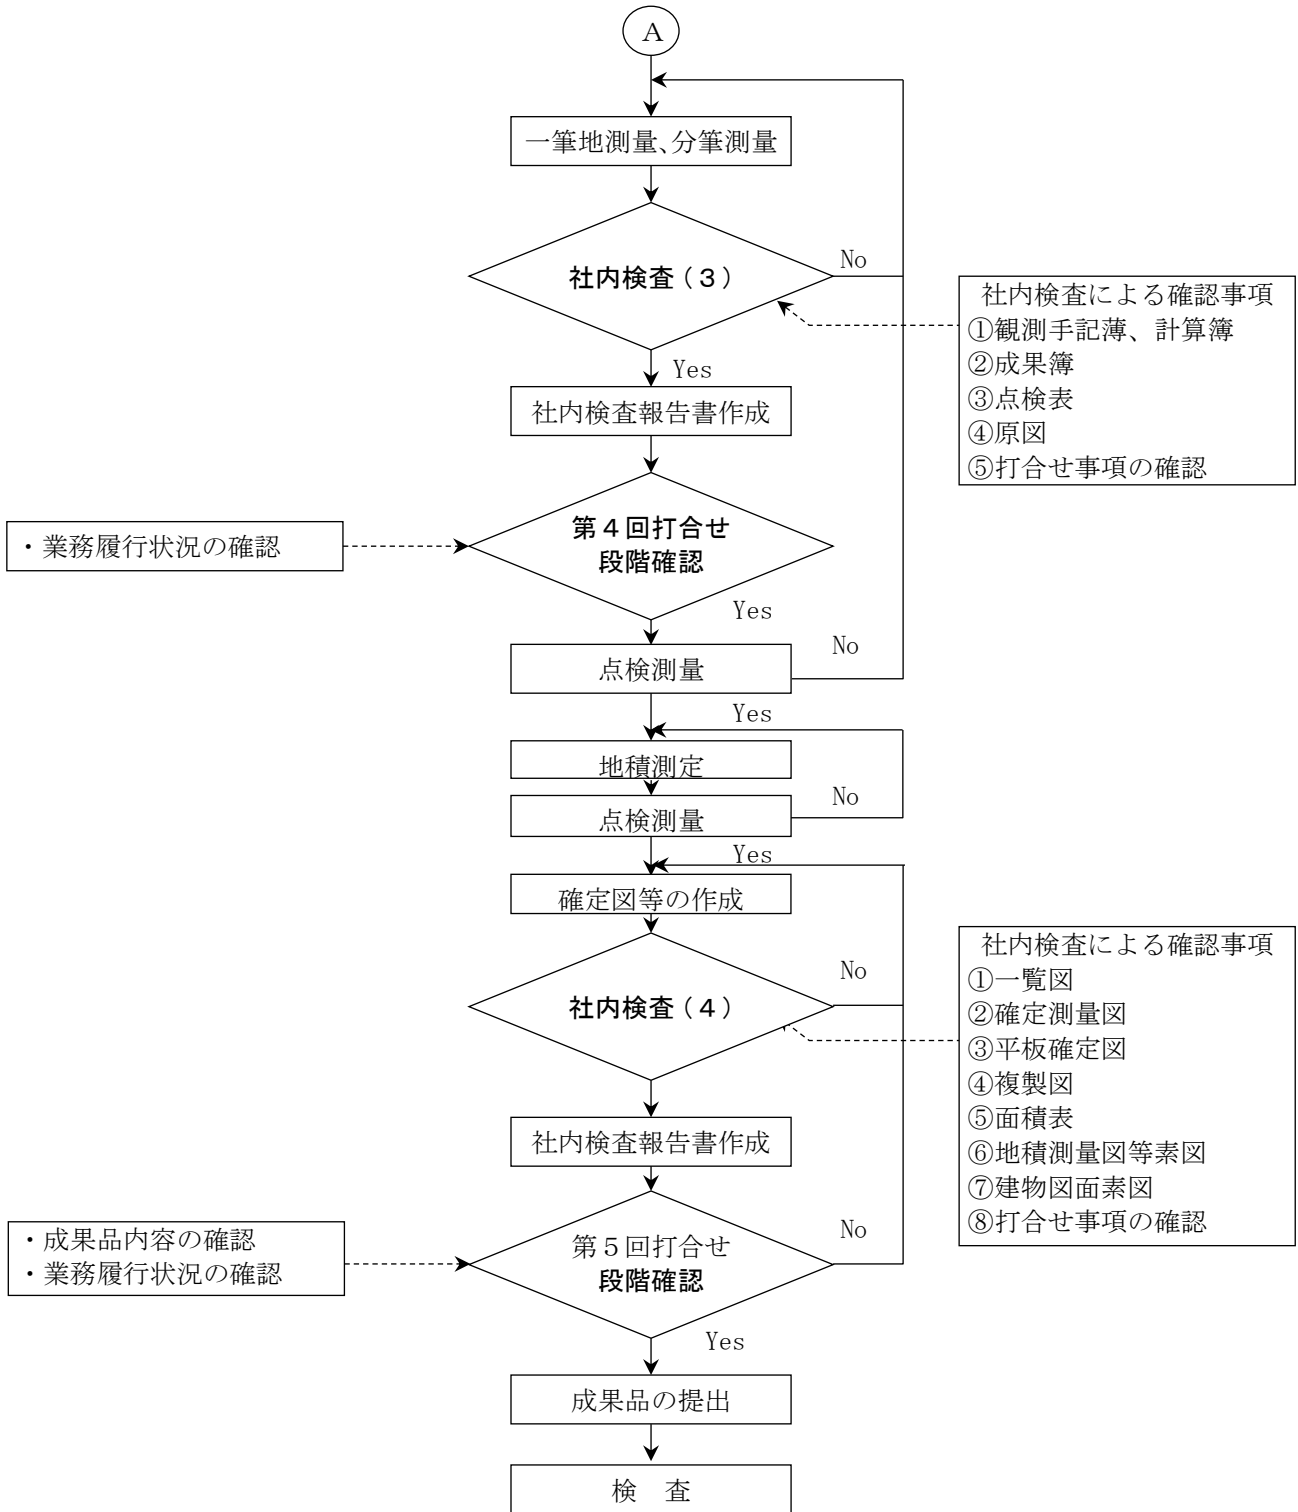 A
一筆地測量、分筆測量
社内検査（３）
No
社内検査による確認事項
①観測手記薄、計算簿
②成果簿
③点検表
④原図
⑤打合せ事項の確認
Yes
社内検査報告書作成
第４回打合せ
段階確認
・業務履行状況の確認
Yes
点検測量
No
Yes
地積測定
点検測量
No
Yes
確定図等の作成
社内検査（４）
No
社内検査による確認事項
①一覧図
②確定測量図
③平板確定図
④複製図
⑤面積表
⑥地積測量図等素図
⑦建物図面素図
⑧打合せ事項の確認
社内検査報告書作成
・成果品内容の確認
・業務履行状況の確認
第５回打合せ
段階確認
No
Yes
成果品の提出
検　査